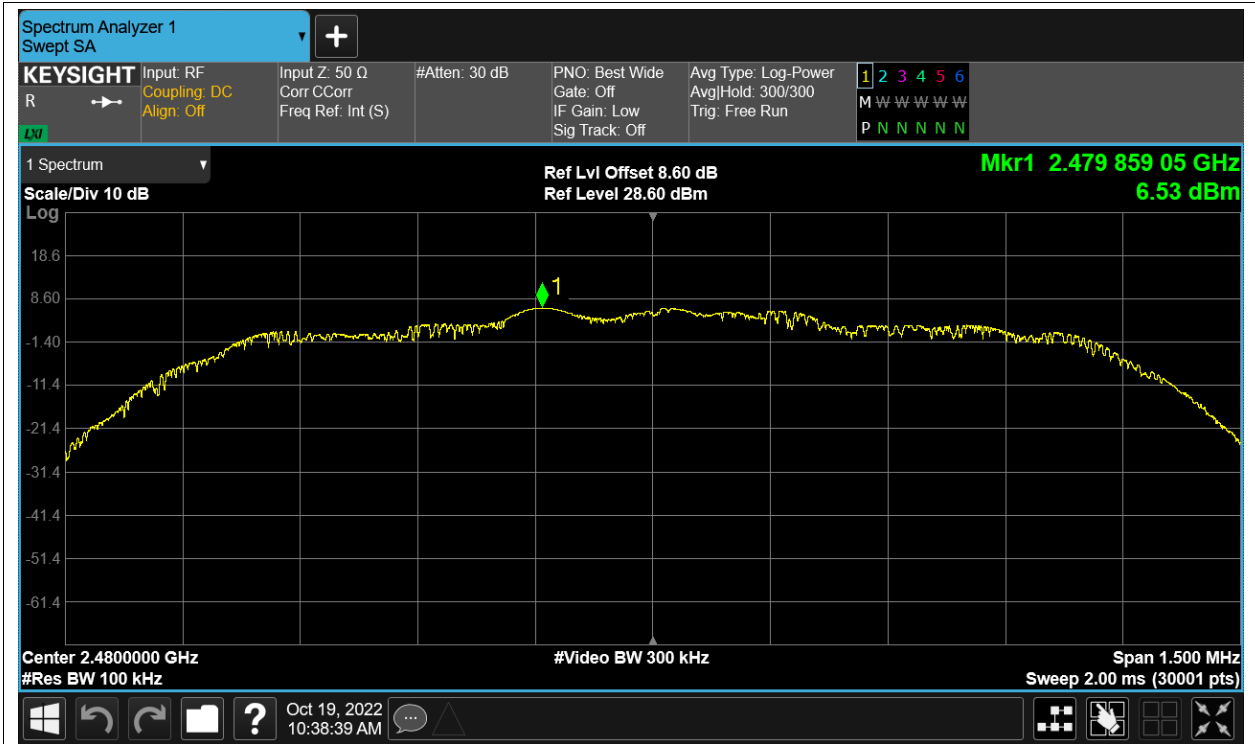 Spectrum Analyzer 1
Swept SA
KEYSIGHT
R
LXI
Input: RF
Coupling: DC
Align: Off
Input Z: 50 Ω
Corr CCorr
Freq Ref: Int (S)
#Atten: 30 dB
PNO: Best Wide
Gate: Off
IF Gain: Low
Sig Track: Off
Avg Type: Log-Power
Avg|Hold: 300/300
Trig: Free Run
1 2 3 4 5 6
M W W W W W
P N N N N N
1 Spectrum
Scale/Div 10 dB
Log
Ref Lvl Offset 8.60 dB
Ref Level 28.60 dBm
Mkr1 2.479 859 05 GHz
6.53 dBm
1
18.6
8.60
-1.40
-11.4
-21.4
-31.4
-41.4
-51.4
-61.4
Center 2.4800000 GHz
#Res BW 100 kHz
#Video BW 300 kHz
Span 1.500 MHz
Sweep 2.00 ms (30001 pts)
?
Oct 19, 2022
10:38:39 AM